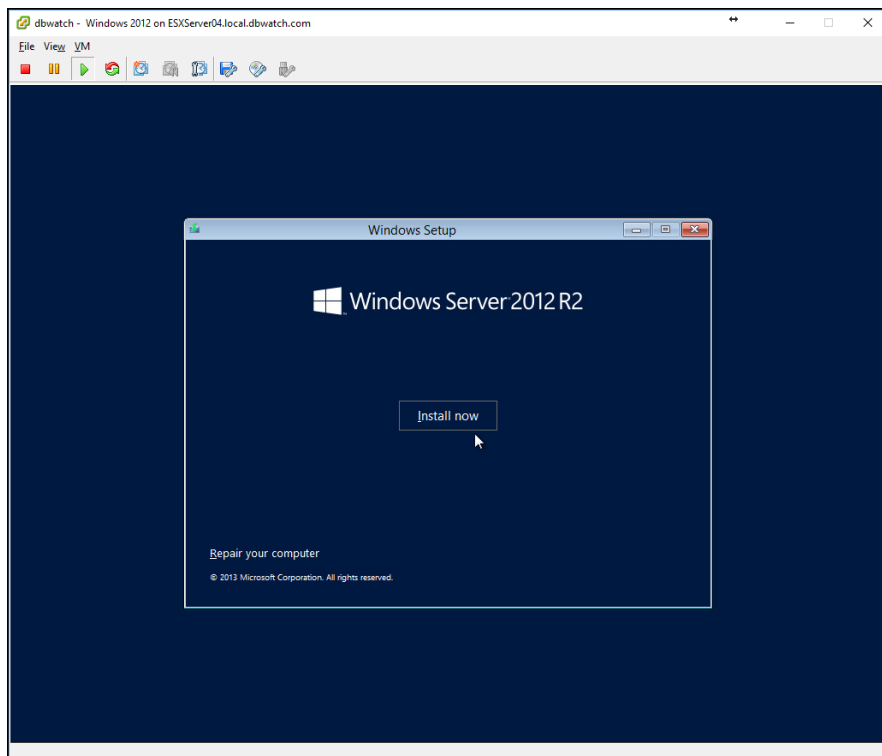 dbwatch - Windows 2012 on ESXServer04.local.dbwatch.com
File View VM
Windows Setup
Windows Server 2012 R2
Install now
Repair your computer
© 2013 Microsoft Corporation. All rights reserved.